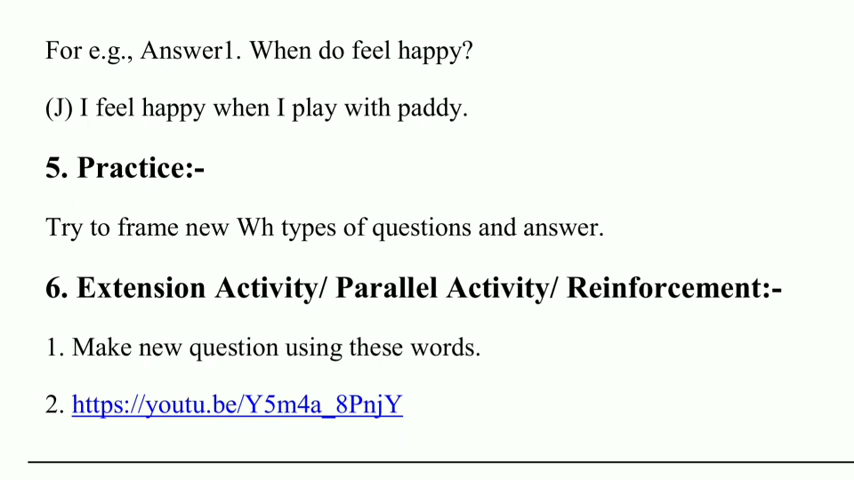 For e.g., Answer1. When do feel happy?
(J) I feel happy when I play with paddy.
5. Practice:-
Try to frame new Wh types of questions and answer.
6. Extension Activity/ Parallel Activity/ Reinforcement:-
1. Make new question using these words.
2. https://youtu.be/Y5m4a_8PnjY